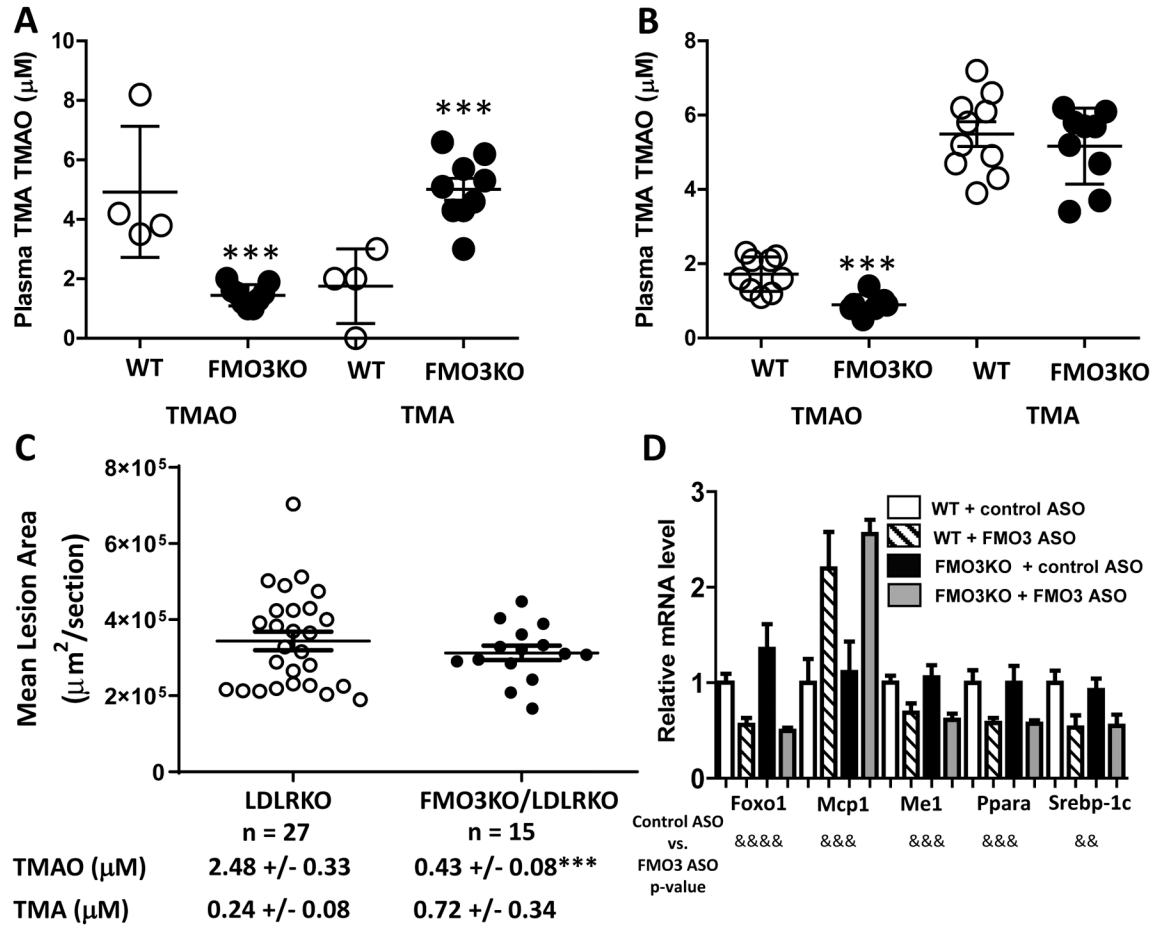 A
Plasma TMA TMAO (μM)
10
8
6
4
2
0
***
***
WT
FMO3KO
WT
FMO3KO
TMAO
TMA
B
Plasma TMA TMAO (μM)
8
6
4
2
0
***
WT
FMO3KO
WT
FMO3KO
TMAO
TMA
C
Mean Lesion Area
(μm²/section)
8×10⁵
6×10⁵
4×10⁵
2×10⁵
0
LDLRKO
FMO3KO/LDLRKO
n = 27
n = 15
TMAO (μM)
2.48 +/- 0.33
0.43 +/- 0.08***
TMA (μM)
0.24 +/- 0.08
0.72 +/- 0.34
D
Relative mRNA level
3
2
1
0
WT + control ASO
WT + FMO3 ASO
FMO3KO + control ASO
FMO3KO + FMO3 ASO
Foxo1
Mcp1
Me1
Ppara
Srebp-1c
Control ASO
vs.
FMO3 ASO
p-value
&&&&
&&&
&&&
&&&
&&